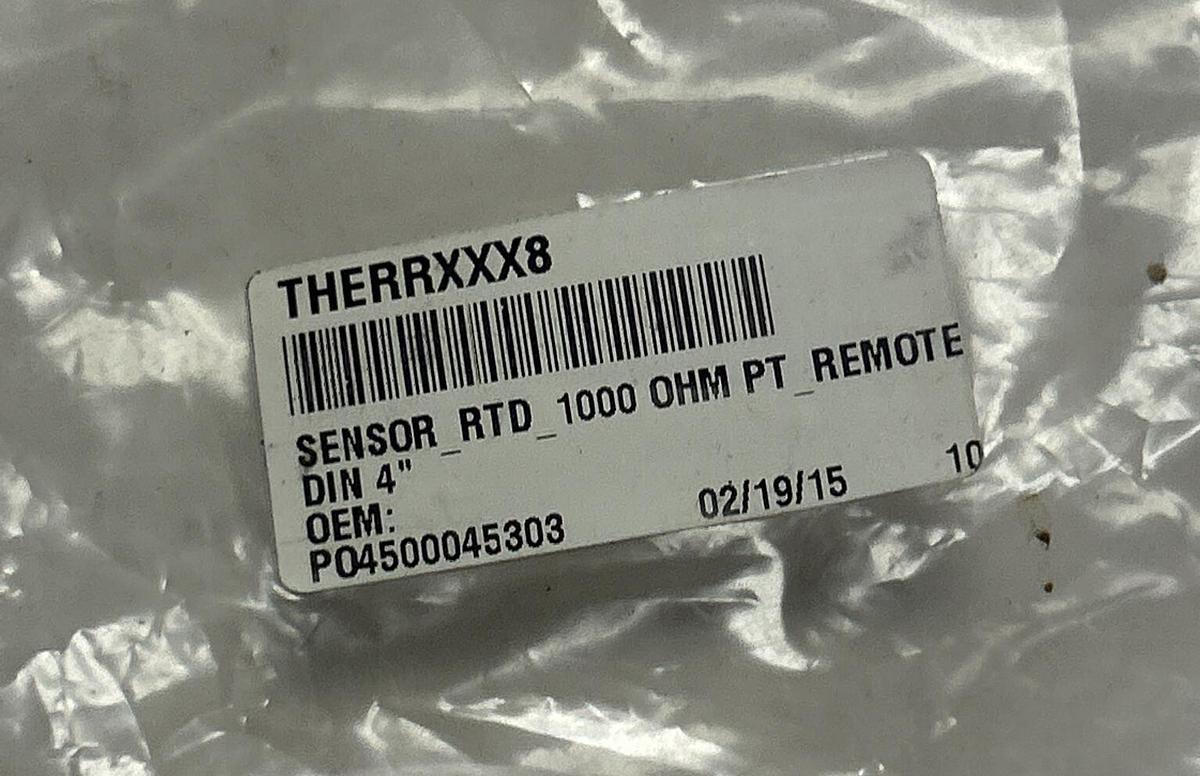 THERRXXX8
SENSOR_RTD_1000 OHM PT_REMOTE
DIN 4"
OEM:
PO4500045303 02/19/15 10